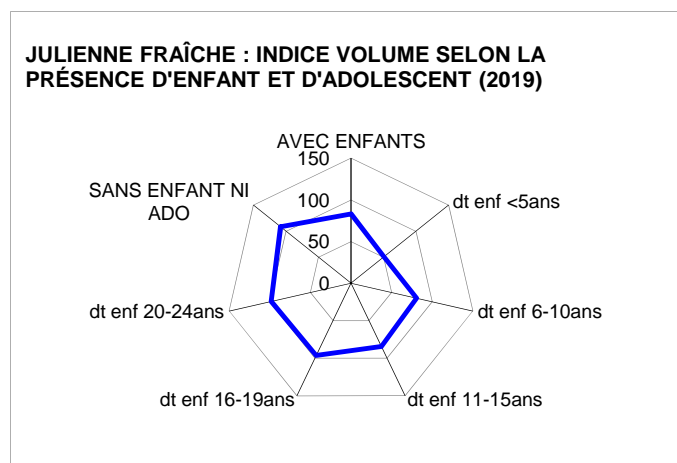 JULIENNE FRAÎCHE : INDICE VOLUME SELON LA
PRÉSENCE D'ENFANT ET D'ADOLESCENT (2019)
AVEC ENFANTS
150
SANS ENFANT NI
ADO
dt enf <5ans
100
50
0
dt enf 20-24ans
dt enf 6-10ans
dt enf 16-19ans
dt enf 11-15ans